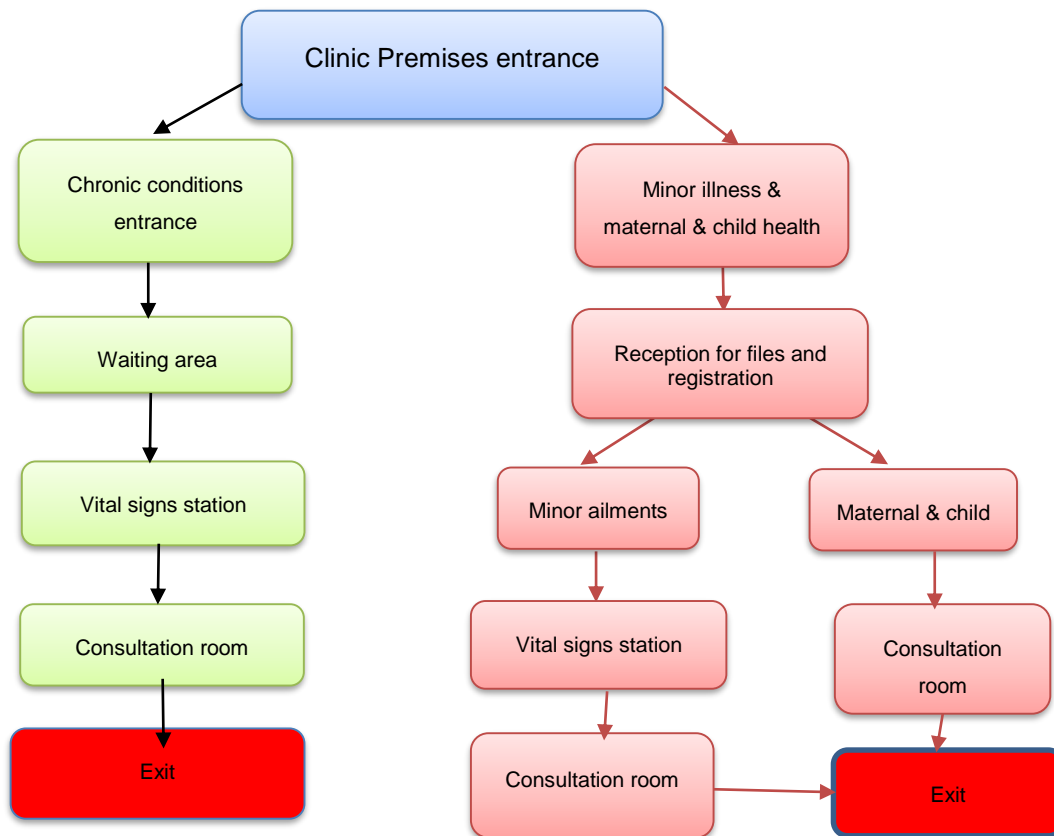 Clinic Premises entrance
Chronic conditions
entrance
Waiting area
Vital signs station
Consultation room
Exit
Minor illness &
maternal & child health
Reception for files and
registration
Minor ailments
Vital signs station
Consultation room
Maternal & child
Consultation
room
Exit